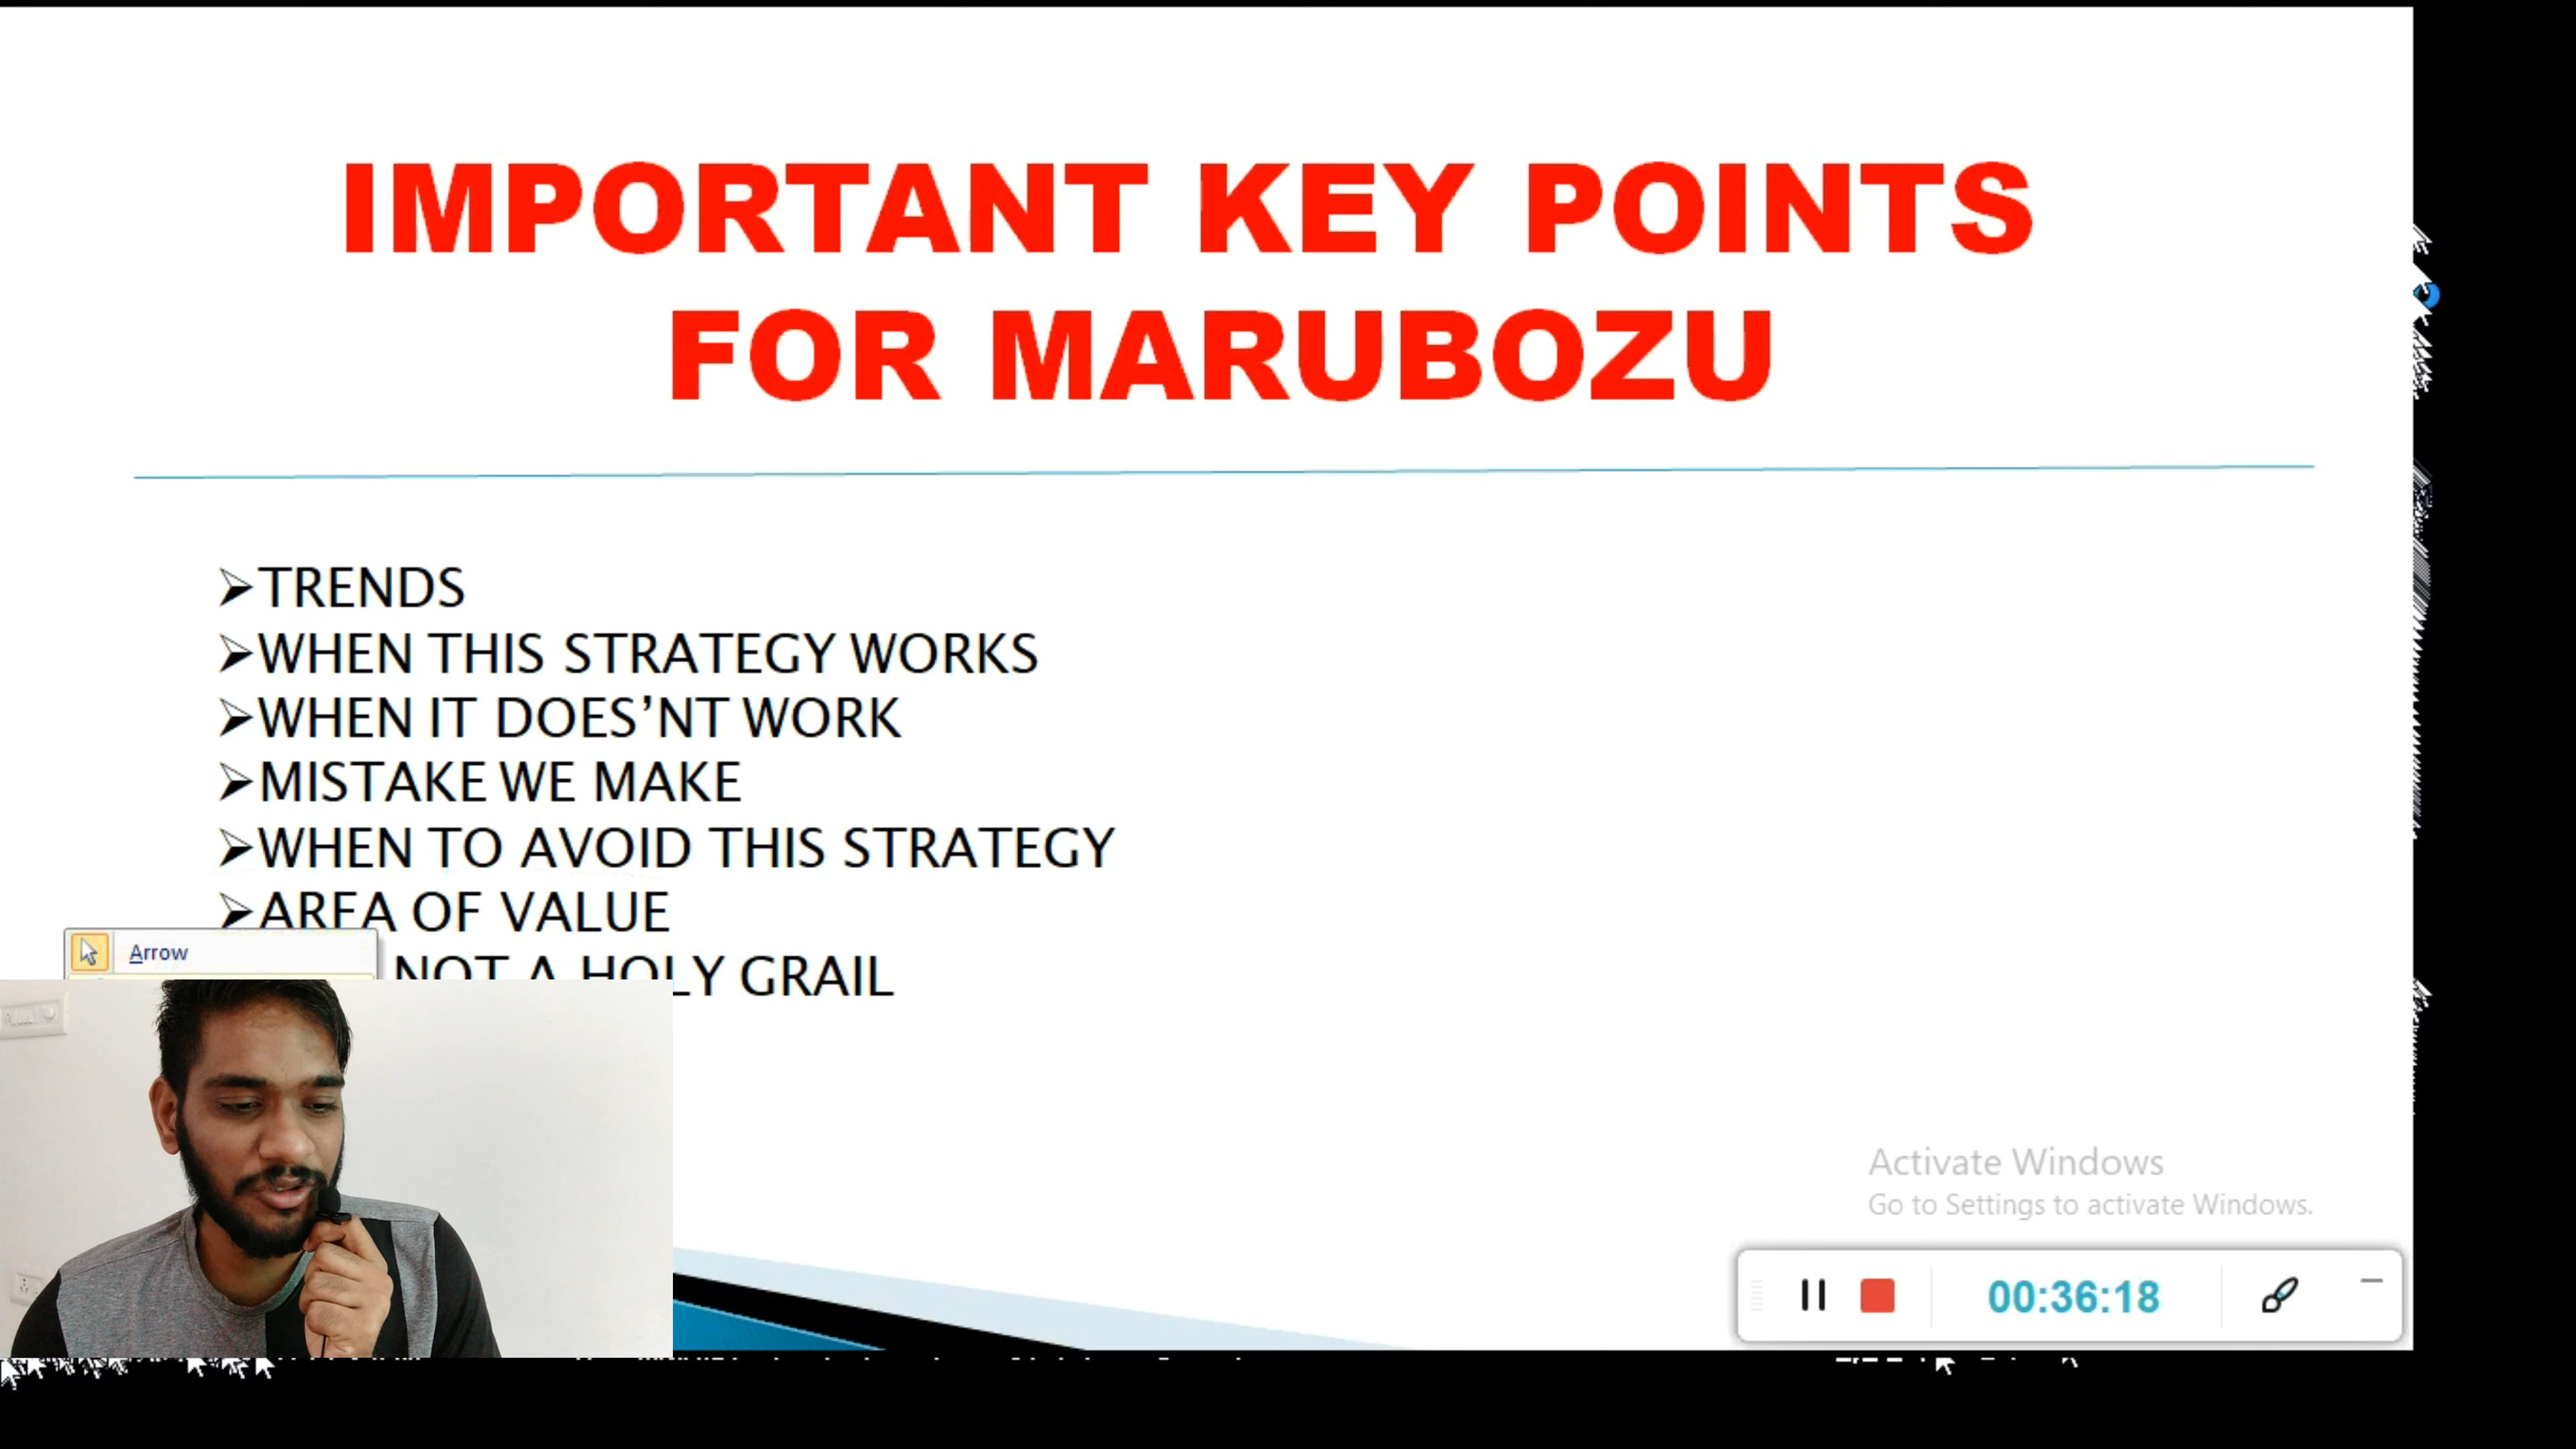 IMPORTANT KEY POINTS
FOR MARUBOZU
➢TRENDS
➢WHEN THIS STRATEGY WORKS
➢WHEN IT DOES’NT WORK
➢MISTAKE WE MAKE
➢WHEN TO AVOID THIS STRATEGY
➢AREA OF VALUE
Arrow
NOT A HOLY GRAIL
Activate Windows
Go to Settings to activate Windows.
00:36:18